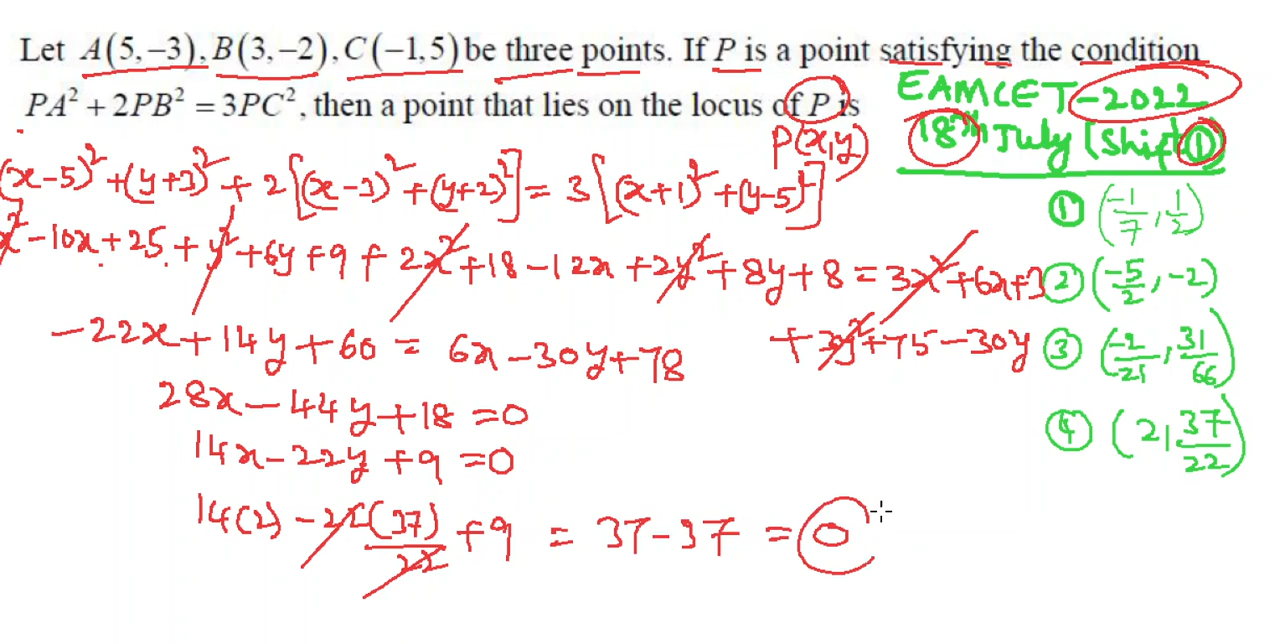 Let A(5,−3), B(3,−2), C(−1,5) be three points. If P is a point satisfying the condition
PA² + 2PB² = 3PC², then a point that lies on the locus of P is
EAMCET-2022
18th July (Shift ①)
P(x,y)
(x-5)² + (y+3)² + 2[(x-3)² + (y+2)²] = 3[(x+1)² + (y-5)²]
x² -10x + 25 + y² + 6y + 9 + 2x² + 18 - 12x + 2y² + 8y + 8 = 3x² + 6x + 3
+ 3y² + 75 - 30y
-22x + 14y + 60 = 6x - 30y + 78
28x - 44y + 18 = 0
14x - 22y + 9 = 0
14(2) - 22(37)/22 + 9 = 37 - 37 = 0
① (-1/7, 1/2)
② (-5/2, -2)
③ (-2/21, 31/66)
④ (2, 37/22)